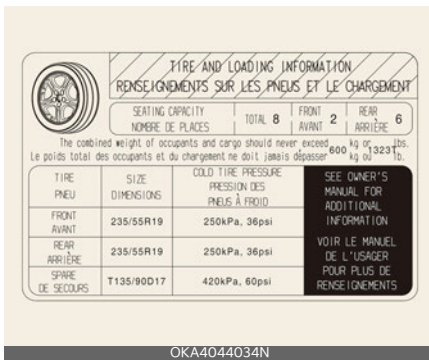 TIRE AND LOADING INFORMATION
RENSEIGNEMENTS SUR LES PNEUS ET LE CHARGEMENT
SEATING CAPACITY
NOMBRE DE PLACES
TOTAL 8
FRONT
AVANT
2
REAR
ARRIÈRE
6
The combined weight of occupants and cargo should never exceed 600 kg or 1323 lbs.
Le poids total des occupants et du chargement ne doit jamais dépasser kg ou lb.
TIRE
PNEU
SIZE
DIMENSIONS
COLD TIRE PRESSURE
PRESSION DES
PNEUS À FROID
FRONT
AVANT
235/55R19
250kPa, 36psi
REAR
ARRIÈRE
235/55R19
250kPa, 36psi
SPARE
DE SECOURS
T135/90D17
420kPa, 60psi
SEE OWNER'S
MANUAL FOR
ADDITIONAL
INFORMATION
VOIR LE MANUEL
DE L'USAGER
POUR PLUS DE
RENSEIGNEMENTS
OKA4044034N